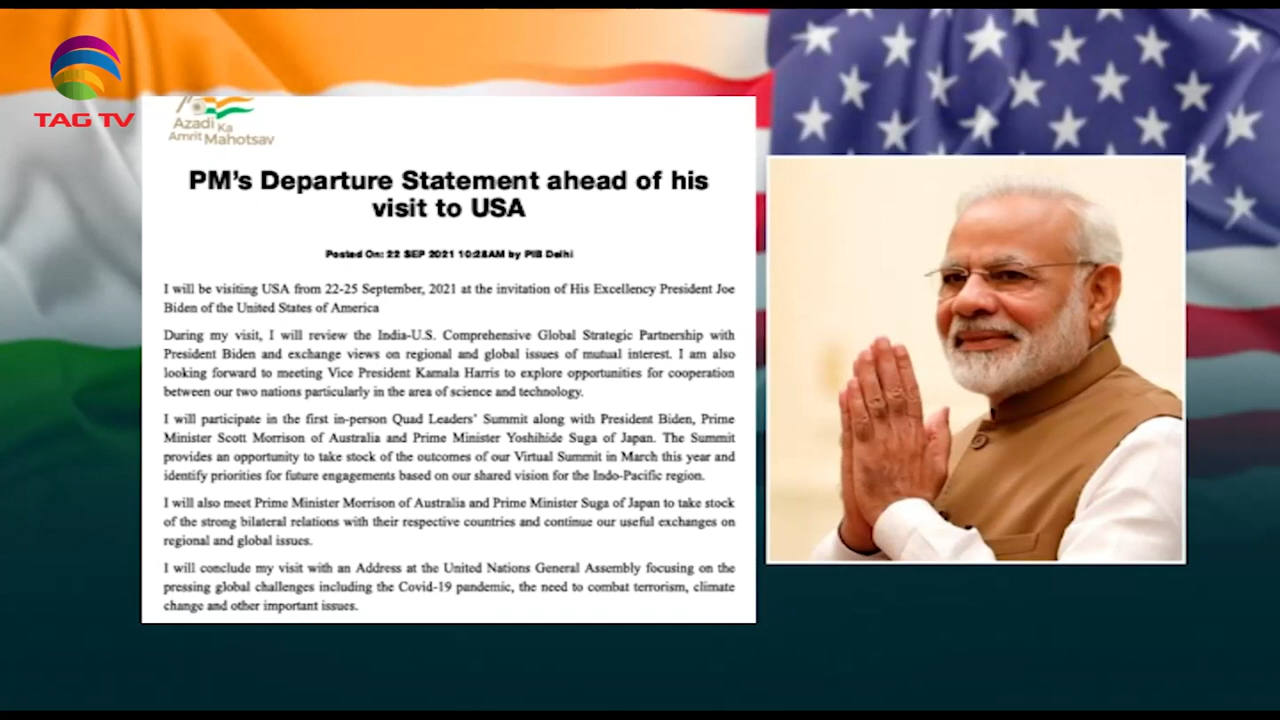 TAG TV
Azadi Ka
Amrit Mahotsav
PM's Departure Statement ahead of his
visit to USA
Posted On: 22 SEP 2021 10:28AM by PIB Delhi
I will be visiting USA from 22-25 September, 2021 at the invitation of His Excellency President Joe
Biden of the United States of America
During my visit, I will review the India-U.S. Comprehensive Global Strategic Partnership with
President Biden and exchange views on regional and global issues of mutual interest. I am also
looking forward to meeting Vice President Kamala Harris to explore opportunities for cooperation
between our two nations particularly in the area of science and technology.
I will participate in the first in-person Quad Leaders' Summit along with President Biden, Prime
Minister Scott Morrison of Australia and Prime Minister Yoshihide Suga of Japan. The Summit
provides an opportunity to take stock of the outcomes of our Virtual Summit in March this year and
identify priorities for future engagements based on our shared vision for the Indo-Pacific region.
I will also meet Prime Minister Morrison of Australia and Prime Minister Suga of Japan to take stock
of the strong bilateral relations with their respective countries and continue our useful exchanges on
regional and global issues.
I will conclude my visit with an Address at the United Nations General Assembly focusing on the
pressing global challenges including the Covid-19 pandemic, the need to combat terrorism, climate
change and other important issues.